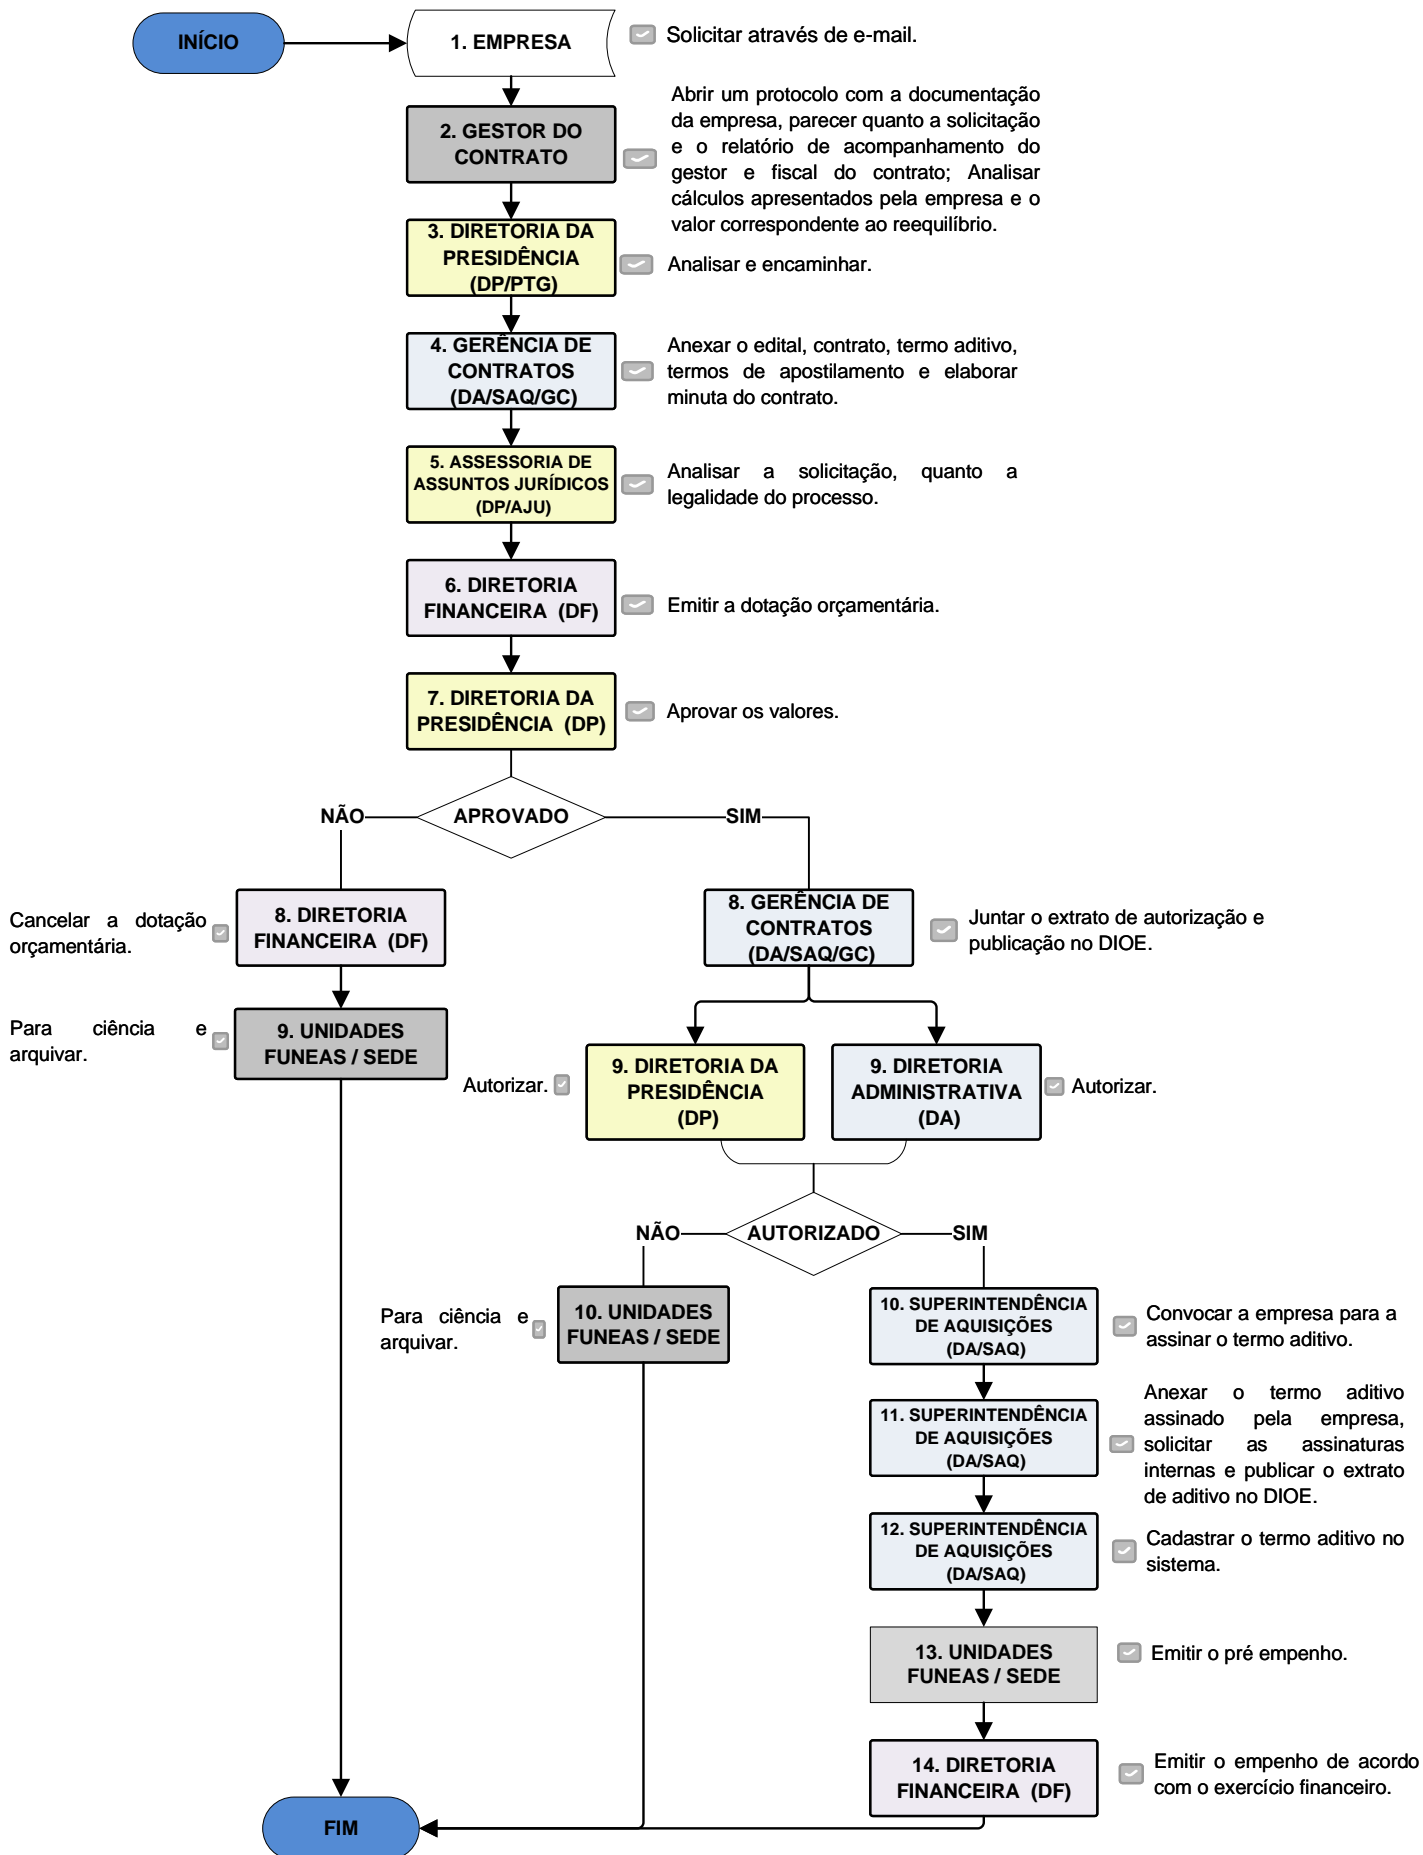 INÍCIO
1. EMPRESA
Solicitar através de e-mail.
2. GESTOR DO
CONTRATO
Abrir um protocolo com a documentação
da empresa, parecer quanto a solicitação
e o relatório de acompanhamento do
gestor e fiscal do contrato; Analisar
cálculos apresentados pela empresa e o
valor correspondente ao reequilíbrio.
3. DIRETORIA DA
PRESIDÊNCIA
(DP/PTG)
Analisar e encaminhar.
4. GERÊNCIA DE
CONTRATOS
(DA/SAQ/GC)
Anexar o edital, contrato, termo aditivo,
termos de apostilamento e elaborar
minuta do contrato.
5. ASSESSORIA DE
ASSUNTOS JURÍDICOS
(DP/AJU)
Analisar a solicitação, quanto a
legalidade do processo.
6. DIRETORIA
FINANCEIRA (DF)
Emitir a dotação orçamentária.
7. DIRETORIA DA
PRESIDÊNCIA (DP)
Aprovar os valores.
NÃO
APROVADO
SIM
Cancelar a dotação
orçamentária.
8. DIRETORIA
FINANCEIRA (DF)
8. GERÊNCIA DE
CONTRATOS
(DA/SAQ/GC)
Juntar o extrato de autorização e
publicação no DIOE.
Para ciência e
arquivar.
9. UNIDADES
FUNEAS / SEDE
Autorizar.
9. DIRETORIA DA
PRESIDÊNCIA
(DP)
9. DIRETORIA
ADMINISTRATIVA
(DA)
Autorizar.
NÃO
AUTORIZADO
SIM
Para ciência e
arquivar.
10. UNIDADES
FUNEAS / SEDE
10. SUPERINTENDÊNCIA
DE AQUISIÇÕES
(DA/SAQ)
Convocar a empresa para a
assinar o termo aditivo.
11. SUPERINTENDÊNCIA
DE AQUISIÇÕES
(DA/SAQ)
Anexar o termo aditivo
assinado pela empresa,
solicitar as assinaturas
internas e publicar o extrato
de aditivo no DIOE.
12. SUPERINTENDÊNCIA
DE AQUISIÇÕES
(DA/SAQ)
Cadastrar o termo aditivo no
sistema.
13. UNIDADES
FUNEAS / SEDE
Emitir o pré empenho.
14. DIRETORIA
FINANCEIRA (DF)
Emitir o empenho de acordo
com o exercício financeiro.
FIM